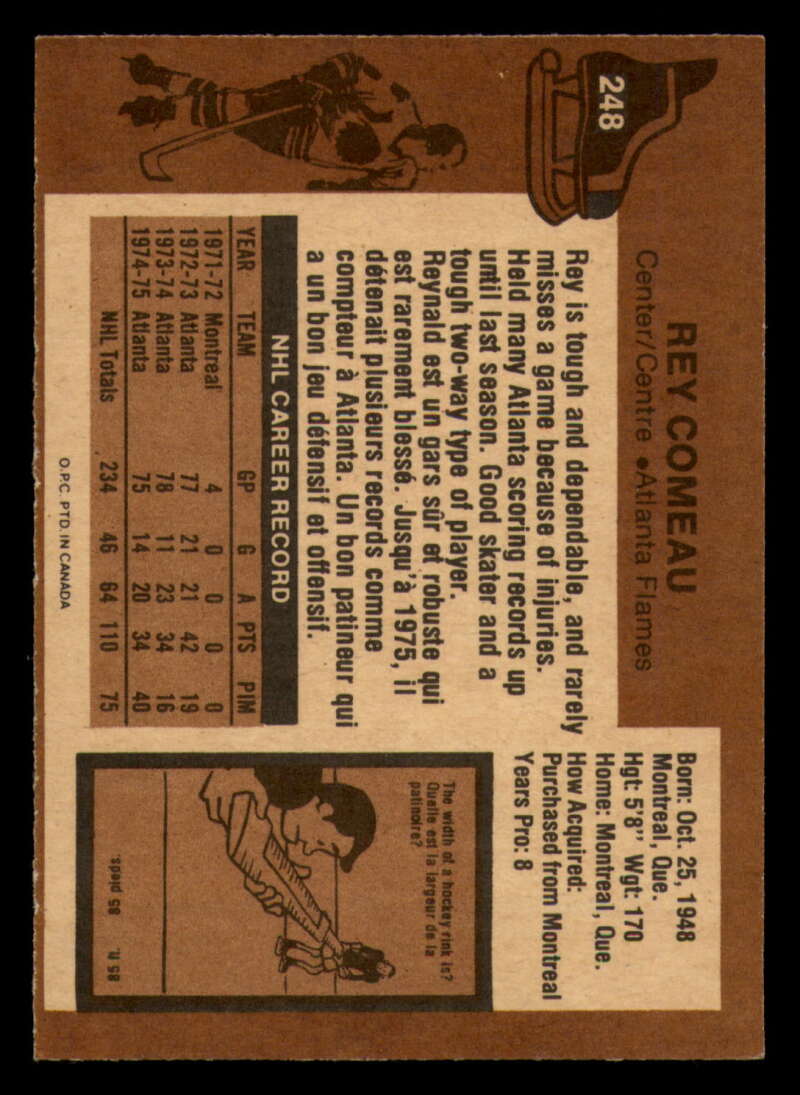 248
REY COMEAU
Center/Centre • Atlanta Flames
Born: Oct. 25, 1948
Montreal, Que.
Hgt: 5'8" Wgt: 170
Home: Montreal, Que.
How Acquired:
Purchased from Montreal
Years Pro: 8
Rey is tough and dependable, and rarely
misses a game because of injuries.
Held many Atlanta scoring records up
until last season. Good skater and a
tough two-way type of player.
Reynald est un gars sûr et robuste qui
est rarement blessé. Jusqu'à 1975, il
détenait plusieurs records comme
compteur à Atlanta. Un bon patineur qui
a un bon jeu défensif et offensif.
NHL CAREER RECORD
YEAR TEAM GP G A PTS PIM
1971-72 Montreal 4 0 0 0 0
1972-73 Atlanta 77 21 21 42 19
1973-74 Atlanta 78 11 23 34 16
1974-75 Atlanta 75 14 20 34 40
NHL Totals 234 46 64 110 75
O.P.C. PTD. IN CANADA
The width of a hockey rink is?
Quelle est la largeur de la
patinoire?
85 ft.
85 pieds.